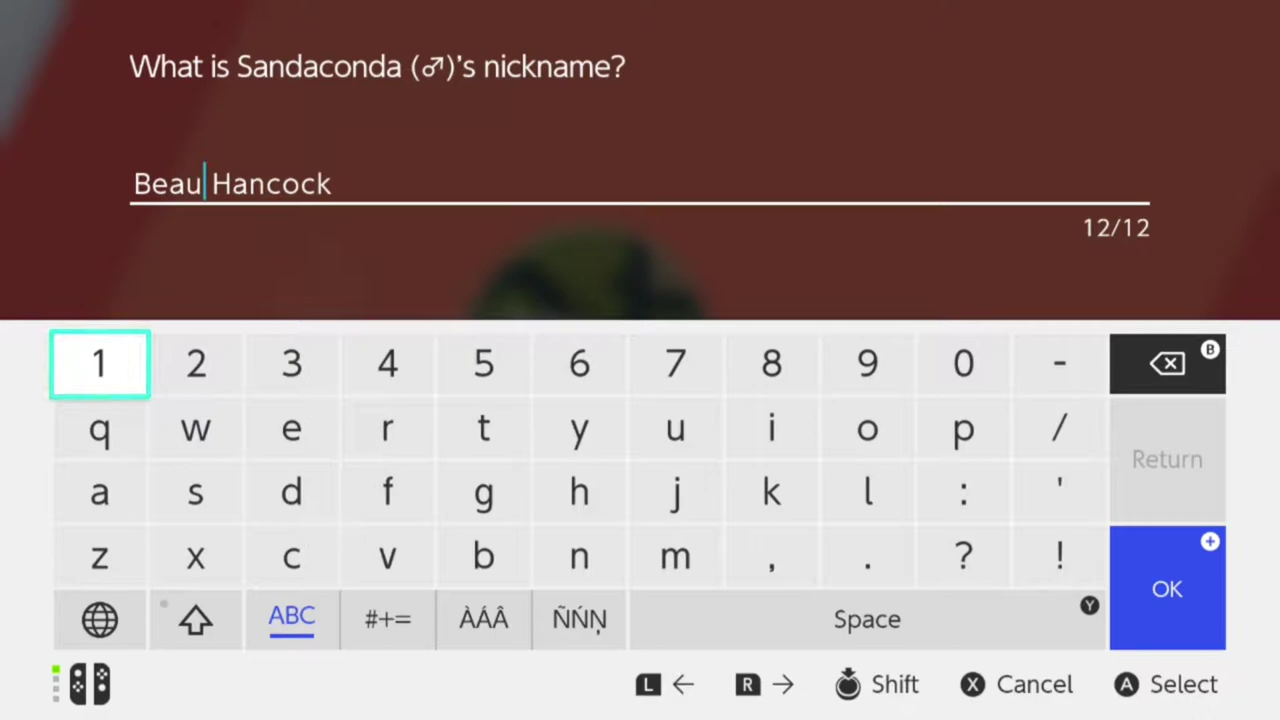 What is Sandaconda (♂)'s nickname?
Beau Hancock
12/12
1 2 3 4 5 6 7 8 9 0 - B
q w e r t y u i o p /
Return
a s d f g h j k l : '
z x c v b n m , . ? ! +
OK
ABC #+= ÀÁÂ ÑŃŅ Space Y
L ← R → Shift X Cancel A Select